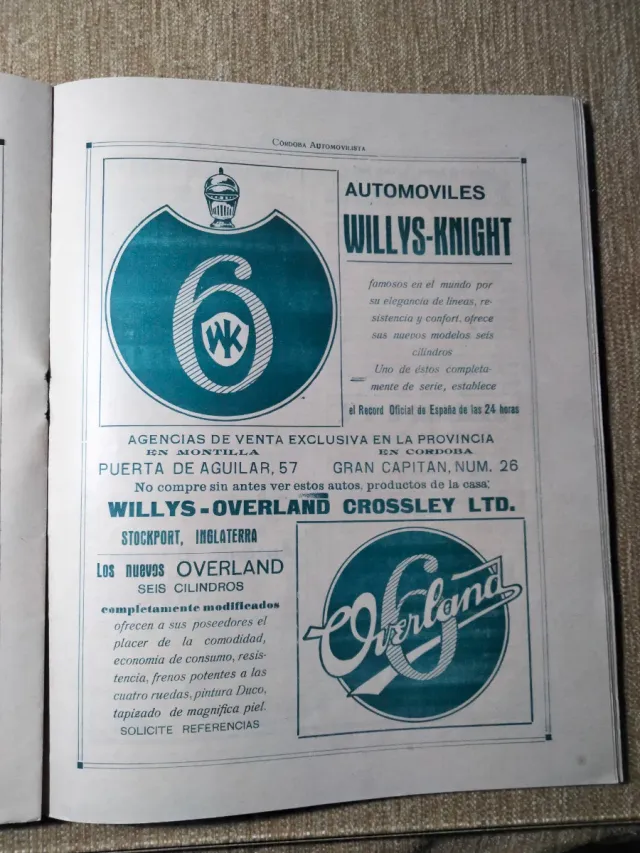 CÓRDOBA AUTOMOVILISTA
6
WK
AUTOMOVILES
WILLYS-KNIGHT
famosos en el mundo por
su elegancia de líneas, re-
sistencia y confort, ofrece
sus nuevos modelos seis
cilindros
Uno de éstos completa-
mente de serie, establece
el Record Oficial de España de las 24 horas
AGENCIAS DE VENTA EXCLUSIVA EN LA PROVINCIA
EN MONTILLA
EN CORDOBA
PUERTA DE AGUILAR, 57
GRAN CAPITAN, NUM. 26
No compre sin antes ver estos autos, productos de la casa:
WILLYS-OVERLAND CROSSLEY LTD.
STOCKPORT, INGLATERRA
Los nuevos OVERLAND
SEIS CILINDROS
completamente modificados
ofrecen a sus poseedores el
placer de la comodidad,
economía de consumo, resis-
tencia, frenos potentes a las
cuatro ruedas, pintura Duco,
tapizado de magnifica piel.
SOLICITE REFERENCIAS
6
Overland